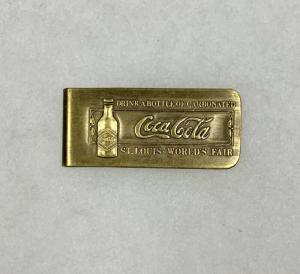 DRINK A BOTTLE OF CARBONATED
Coca-Cola
ST. LOUIS - WORLD'S FAIR